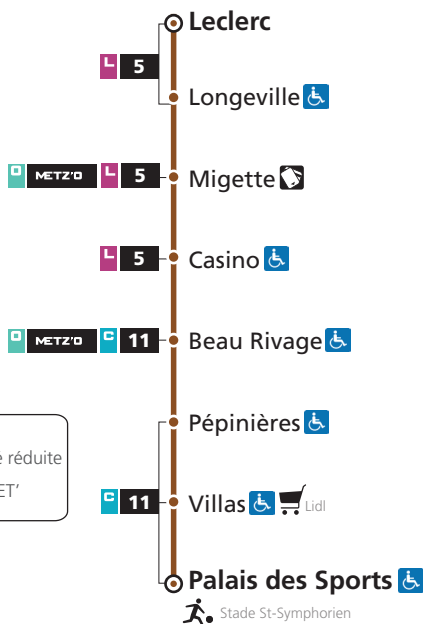 Leclerc
L 5
Longeville
O METZ'O L 5 Migette
L 5 Casino
O METZ'O C 11 Beau Rivage
Pépinières
réduite
ET'
C 11 Villas Lidl
Palais des Sports
Stade St-Symphorien